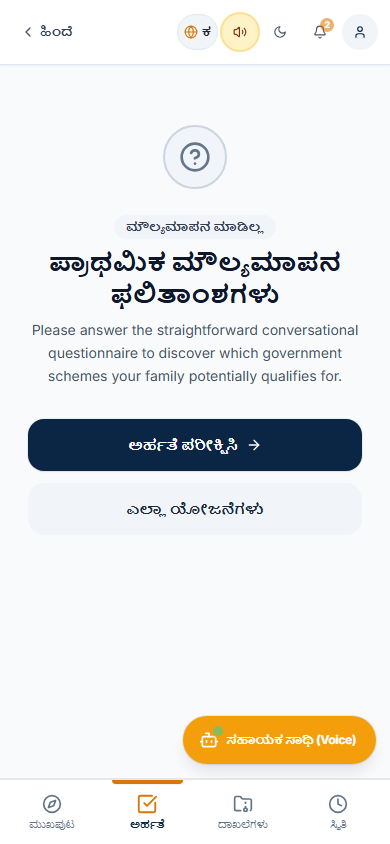 ಹಿಂದೆ
ಕ
2
ಮೌಲ್ಯಮಾಪನ ಮಾಡಿಲ್ಲ
ಪ್ರಾಥಮಿಕ ಮೌಲ್ಯಮಾಪನ
ಫಲಿತಾಂಶಗಳು
Please answer the straightforward conversational
questionnaire to discover which government
schemes your family potentially qualifies for.
ಅರ್ಹತೆ ಪರೀಕ್ಷಿಸಿ
ಎಲ್ಲಾ ಯೋಜನೆಗಳು
ಸಹಾಯಕ ಸಾಥಿ (Voice)
ಮುಖಪುಟ
ಅರ್ಹತೆ
ದಾಖಲೆಗಳು
ಸ್ಥಿತಿ